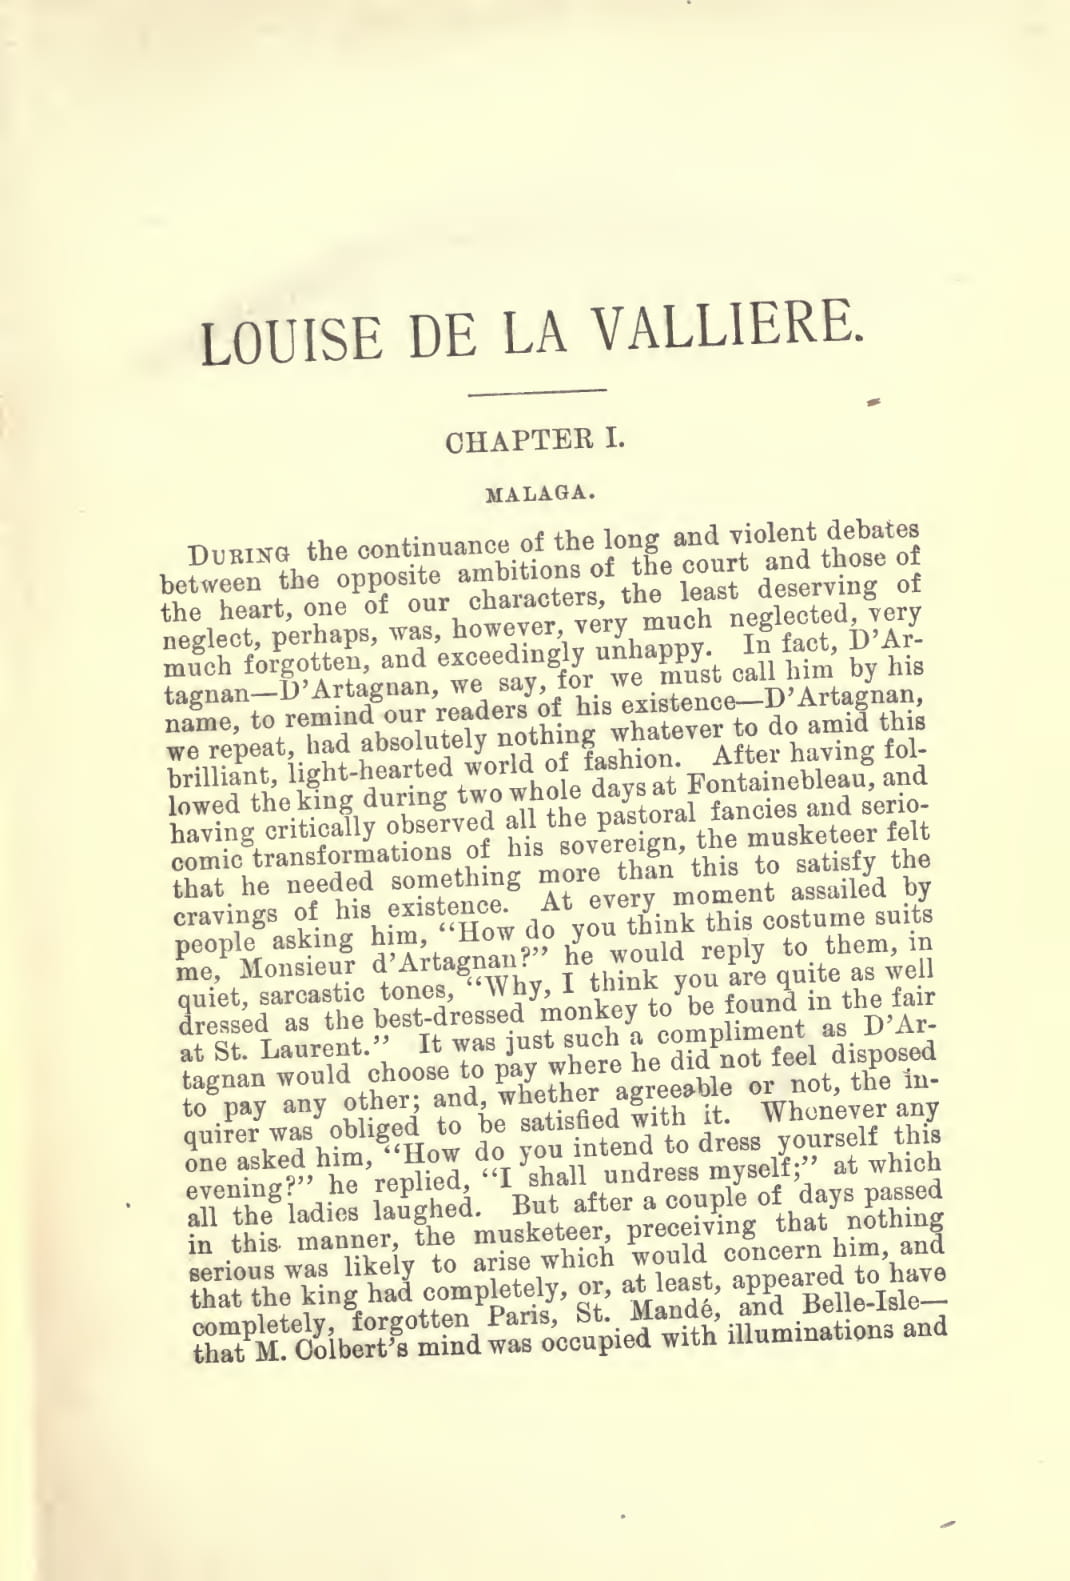 LOUISE DE LA VALLIERE.
CHAPTER I.
MALAGA.
DURING the continuance of the long and violent debates
between the opposite ambitions of the court and those of
the heart, one of our characters, the least deserving of
neglect, perhaps, was, however, very much neglected, very
much forgotten, and exceedingly unhappy. In fact, D'Ar-
tagnan—D'Artagnan, we say, for we must call him by his
name, to remind our readers of his existence—D'Artagnan,
we repeat, had absolutely nothing whatever to do amid this
brilliant, light-hearted world of fashion. After having fol-
lowed the king during two whole days at Fontainebleau, and
having critically observed all the pastoral fancies and serio-
comic transformations of his sovereign, the musketeer felt
that he needed something more than this to satisfy the
cravings of his existence. At every moment assailed by
people asking him, "How do you think this costume suits
me, Monsieur d'Artagnan?" he would reply to them, in
quiet, sarcastic tones, "Why, I think you are quite as well
dressed as the best-dressed monkey to be found in the fair
at St. Laurent." It was just such a compliment as D'Ar-
tagnan would choose to pay where he did not feel disposed
to pay any other; and, whether agreeable or not, the in-
quirer was obliged to be satisfied with it. Whenever any
one asked him, "How do you intend to dress yourself this
evening?" he replied, "I shall undress myself;" at which
all the ladies laughed. But after a couple of days passed
in this manner, the musketeer, preceiving that nothing
serious was likely to arise which would concern him, and
that the king had completely, or, at least, appeared to have
completely, forgotten Paris, St. Mandé, and Belle-Isle—
that M. Colbert's mind was occupied with illuminations and